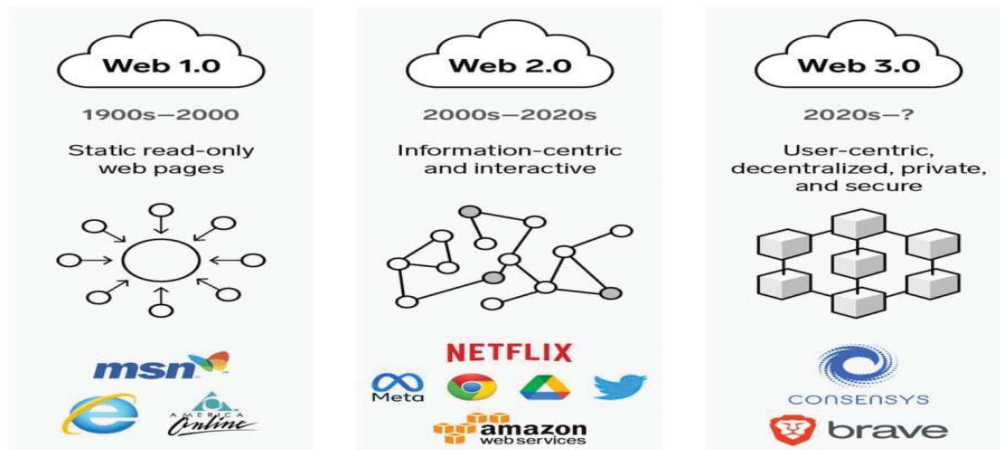 Web 1.0
1900s–2000
Static read-only
web pages
msn
AMERICA
Online
Web 2.0
2000s–2020s
Information-centric
and interactive
NETFLIX
Meta
amazon
web services
Web 3.0
2020s–?
User-centric,
decentralized, private,
and secure
CONSENSYS
brave